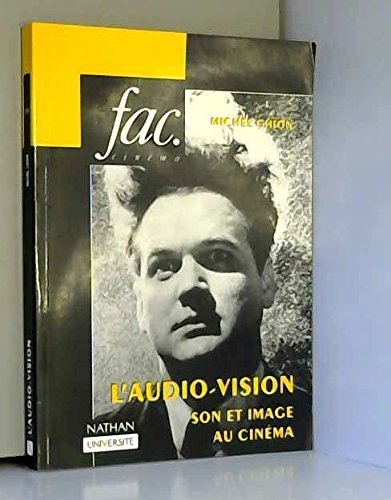 fac.
CINÉMA
MICHEL CHION
L'AUDIO-VISION
SON ET IMAGE
AU CINÉMA
NATHAN
UNIVERSITÉ
L'AUDIO-VISION